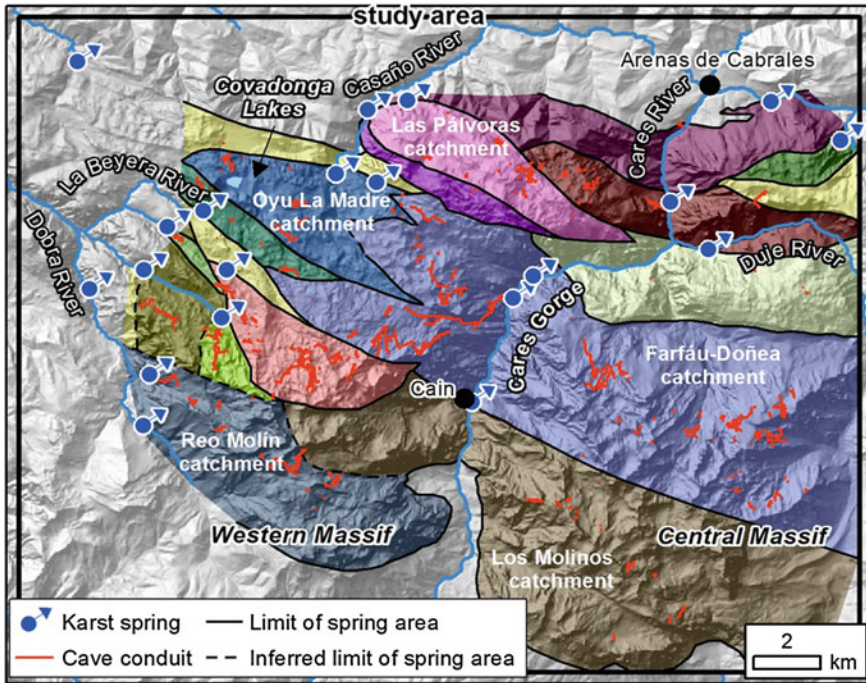 study area
Arenas de Cabrales
Casaño River
Covadonga
Lakes
Cares River
Las Pálvoras
catchment
La Beyera River
Oyu La Madre
catchment
Dobra River
Duje River
Cares Gorge
Farfáu-Doñea
catchment
Cain
Reo Molín
catchment
Western Massif
Central Massif
Los Molinos
catchment
Karst spring
Limit of spring area
Cave conduit
Inferred limit of spring area
2
km